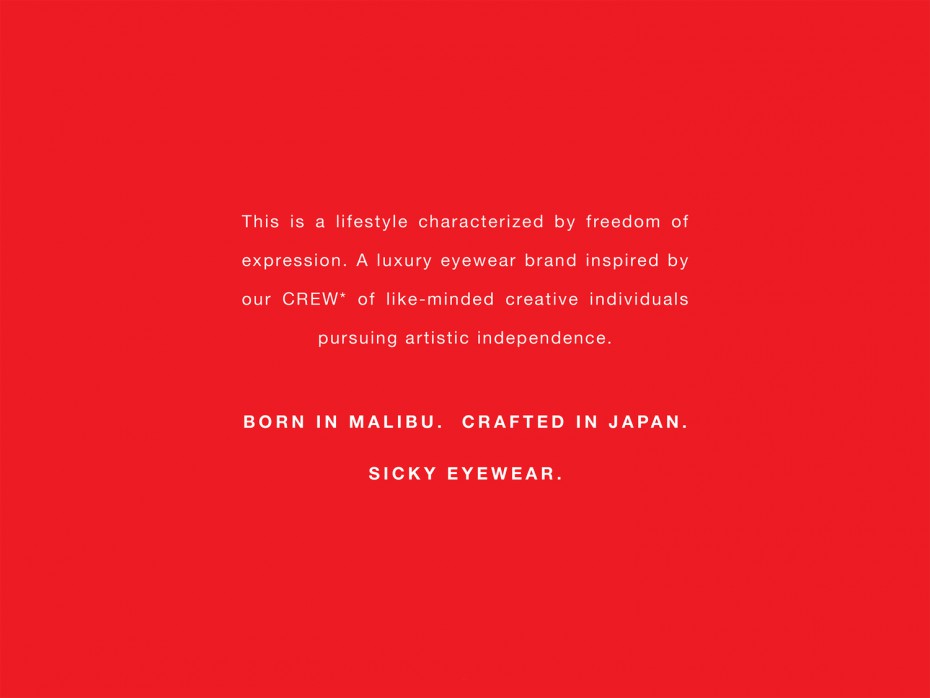 This is a lifestyle characterized by freedom of
expression. A luxury eyewear brand inspired by
our CREW* of like-minded creative individuals
pursuing artistic independence.
BORN IN MALIBU. CRAFTED IN JAPAN.
SICKY EYEWEAR.